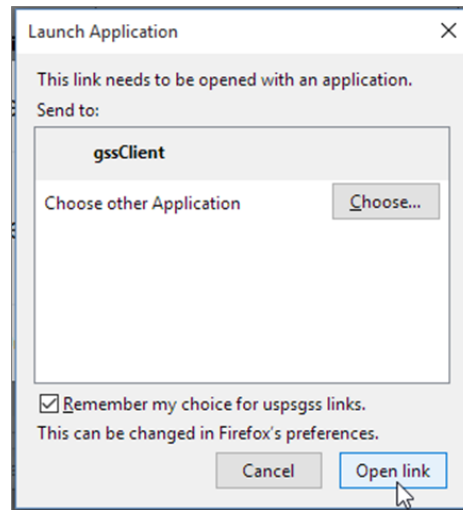 Launch Application
This link needs to be opened with an application.
Send to:
gssClient
Choose other Application
Choose...
Remember my choice for uspsgss links.
This can be changed in Firefox's preferences.
Cancel
Open link